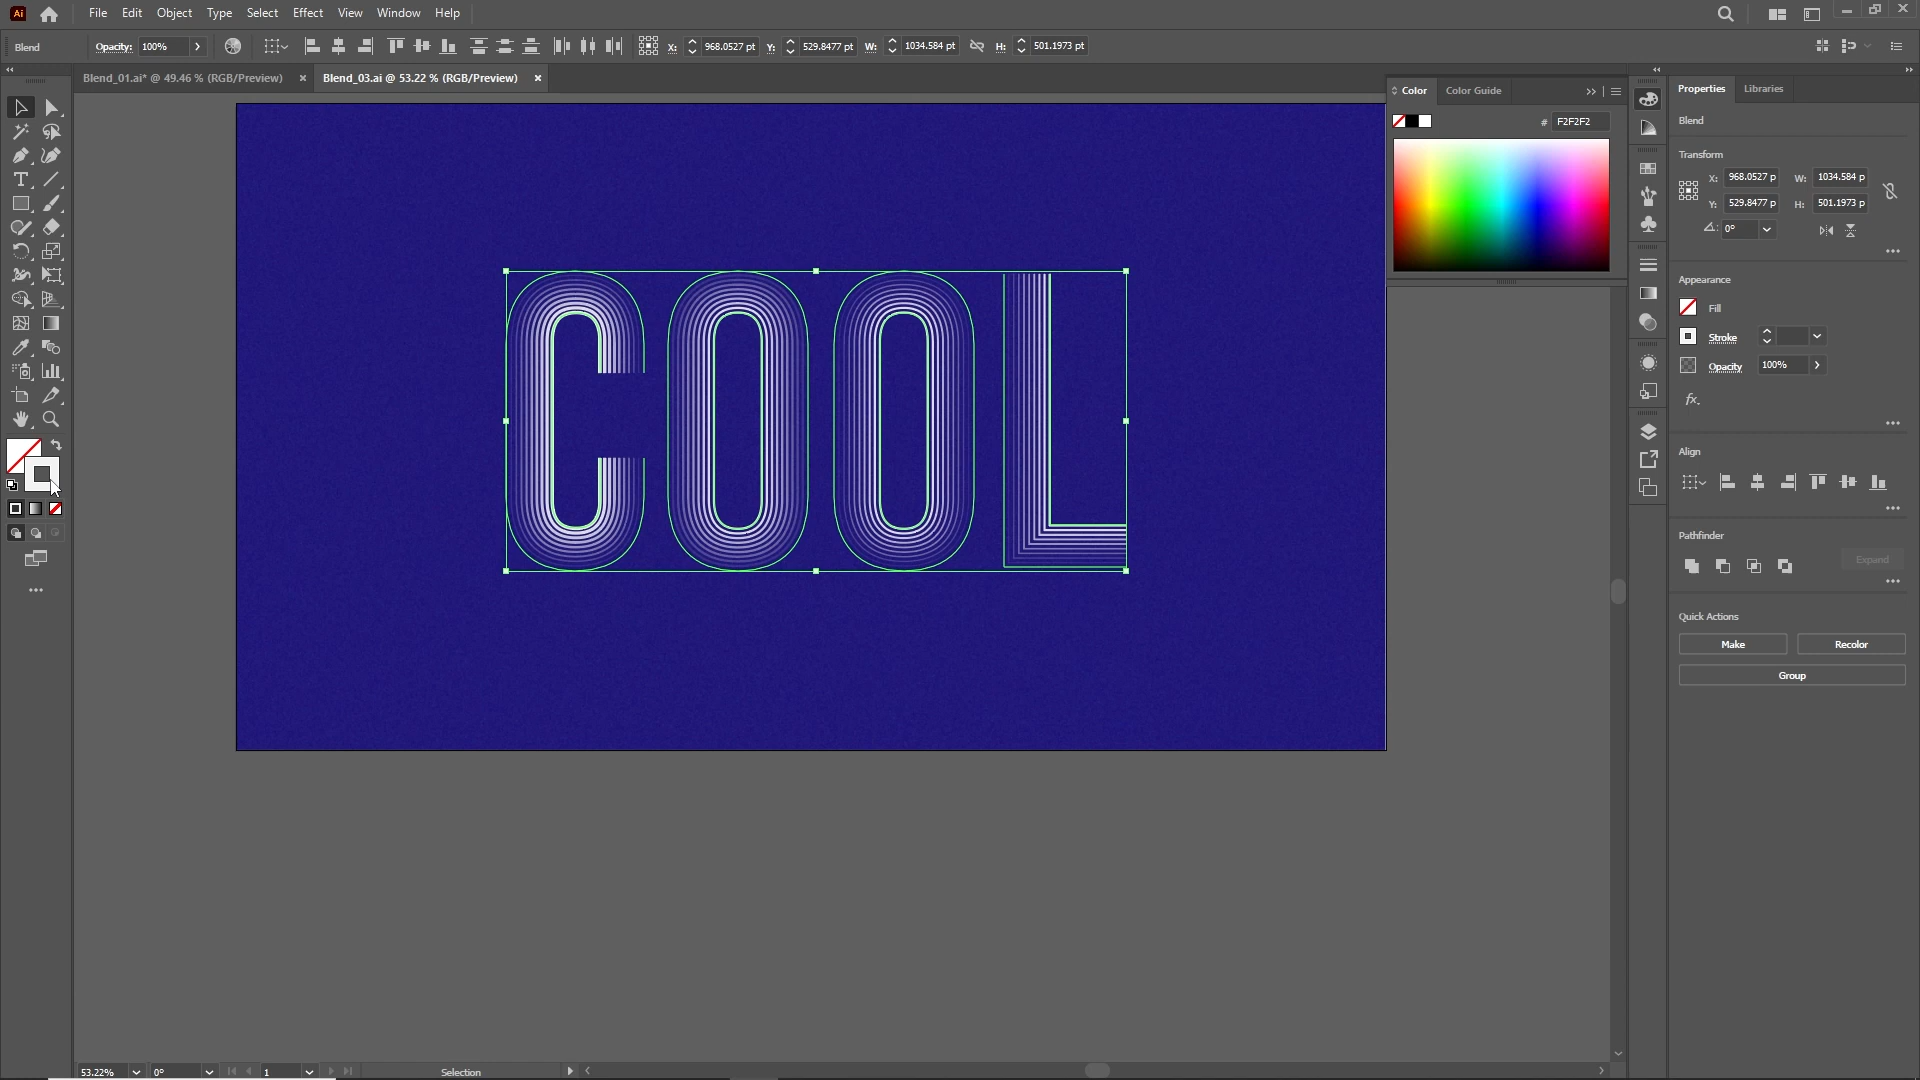 Ai File Edit Object Type Select Effect View Window Help
Blend Opacity: 100% X: 968.0527 pt Y: 529.8477 pt W: 1034.584 pt H: 501.1973 pt
Blend_01.ai* @ 49.46 % (RGB/Preview) × Blend_03.ai @ 53.22 % (RGB/Preview) ×
Color Color Guide
# F2F2F2
COOL
Properties Libraries
Blend
Transform
X: 968.0527 p W: 1034.584 p
Y: 529.8477 p H: 501.1973 p
0°
Appearance
Fill
Stroke
Opacity 100%
fx.
Align
Pathfinder
Expand
Quick Actions
Make Recolor
Group
53.22% 0° 1 Selection